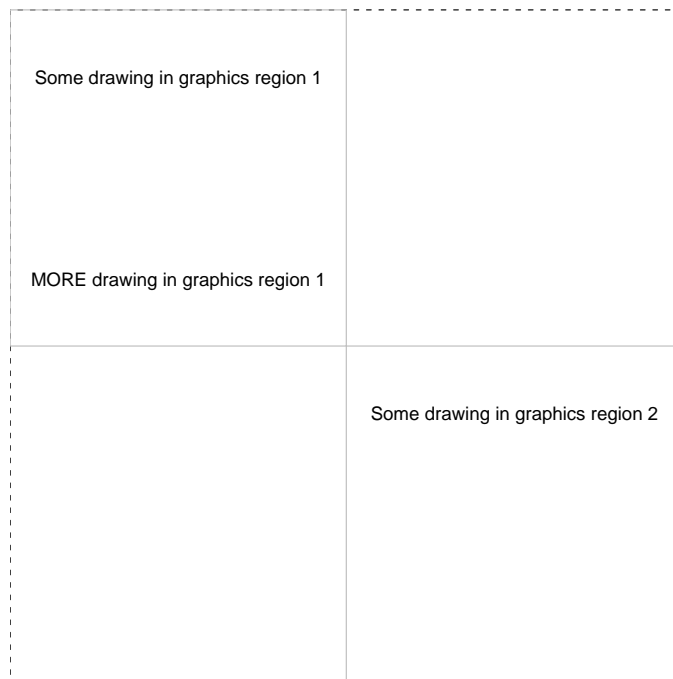 Some drawing in graphics region 1
MORE drawing in graphics region 1
Some drawing in graphics region 2